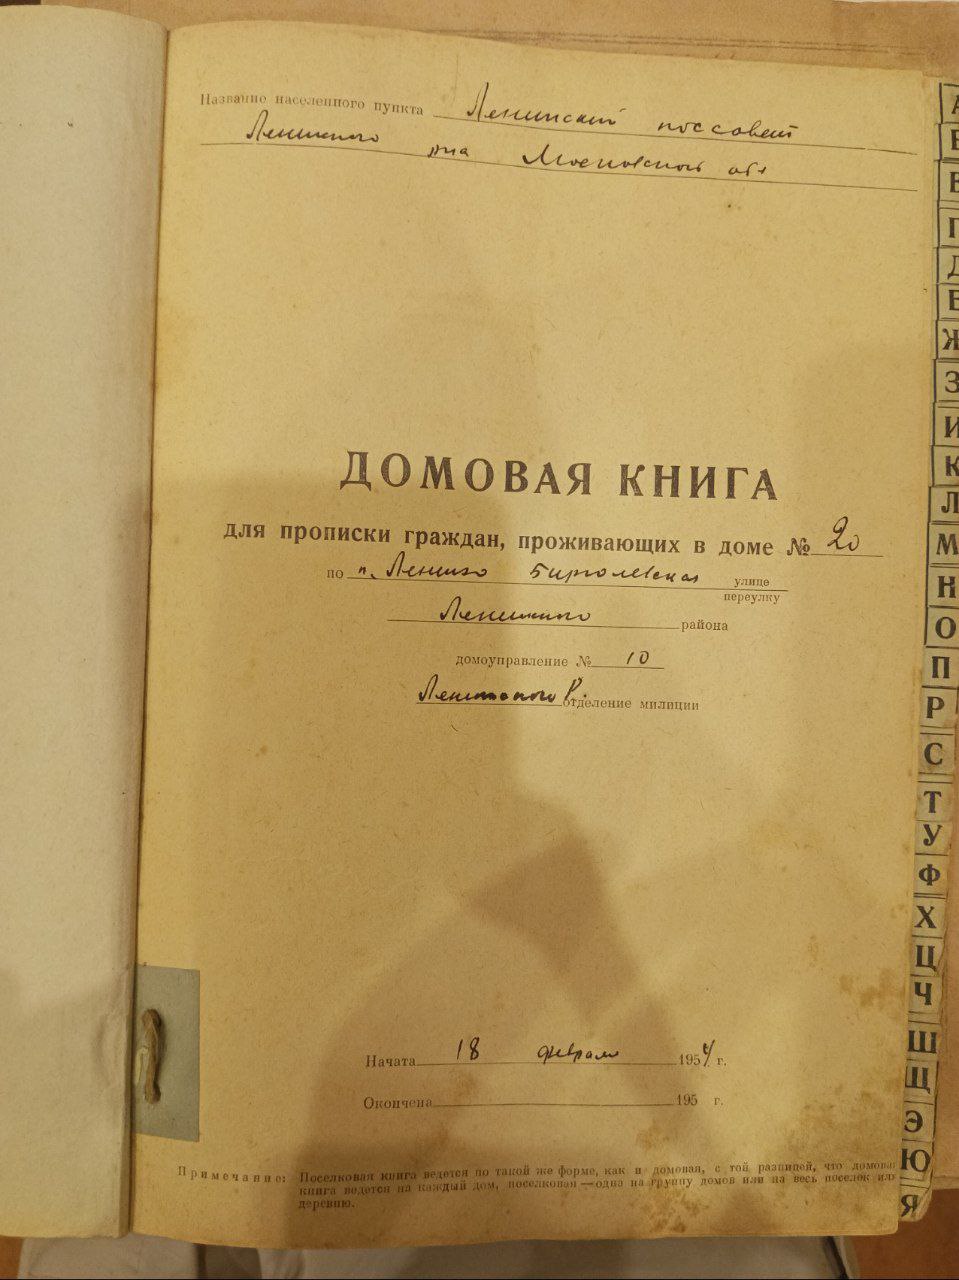 Название населенного пункта Ленинский поссовет
Ленинского р-на Московской обл
ДОМОВАЯ КНИГА
для прописки граждан, проживающих в доме № 20
по п. Ленино Бирюлевская улице
переулку
Ленинского района
домоуправление № 10
Ленинского Р. отделение милиции
Начата 18 февраля 1954 г.
Окончена 195 г.
Примечание: Поселковая книга ведется по такой же форме, как и домовая, с той разницей, что домовая
книга ведется на каждый дом, поселковая — одна на группу домов или на весь поселок или
деревню.
А
Б
В
Г
Д
Е
Ж
З
И
К
Л
М
Н
О
П
Р
С
Т
У
Ф
Х
Ц
Ч
Ш
Щ
Э
Ю
Я